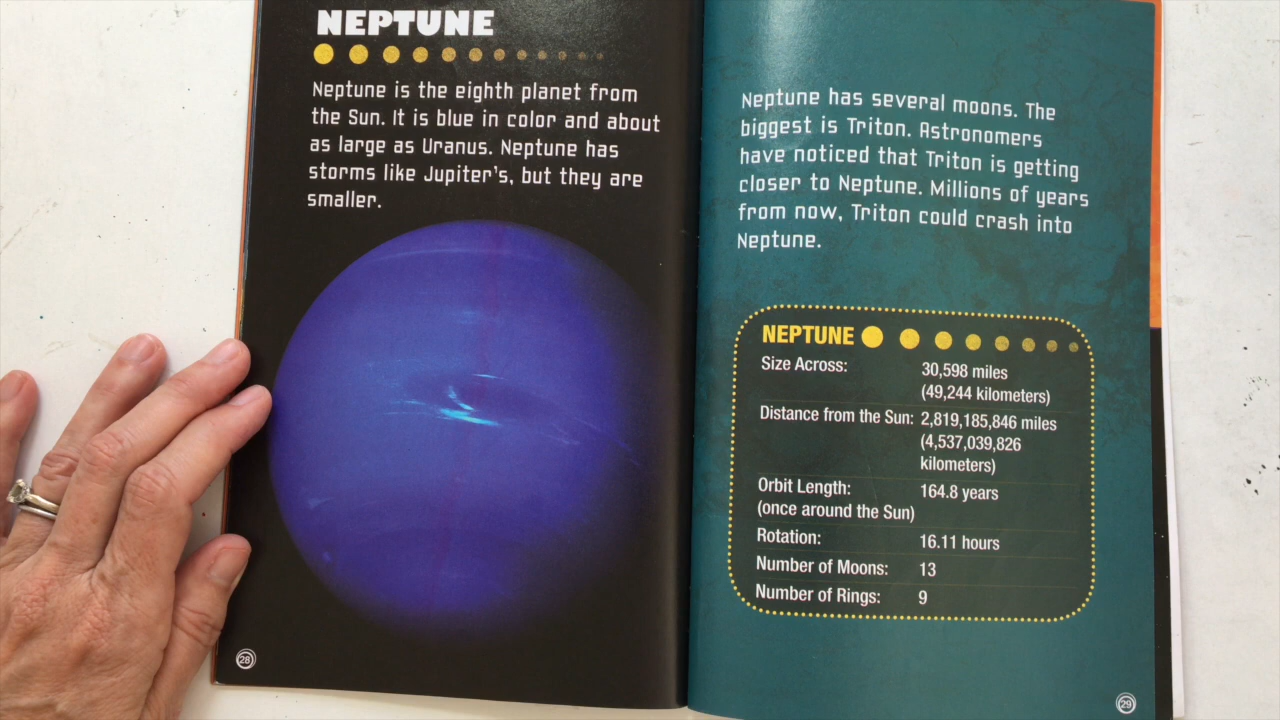 NEPTUNE
Neptune is the eighth planet from
the Sun. It is blue in color and about
as large as Uranus. Neptune has
storms like Jupiter's, but they are
smaller.
28
Neptune has several moons. The
biggest is Triton. Astronomers
have noticed that Triton is getting
closer to Neptune. Millions of years
from now, Triton could crash into
Neptune.
NEPTUNE
Size Across: 30,598 miles
(49,244 kilometers)
Distance from the Sun: 2,819,185,846 miles
(4,537,039,826
kilometers)
Orbit Length: 164.8 years
(once around the Sun)
Rotation: 16.11 hours
Number of Moons: 13
Number of Rings: 9
29